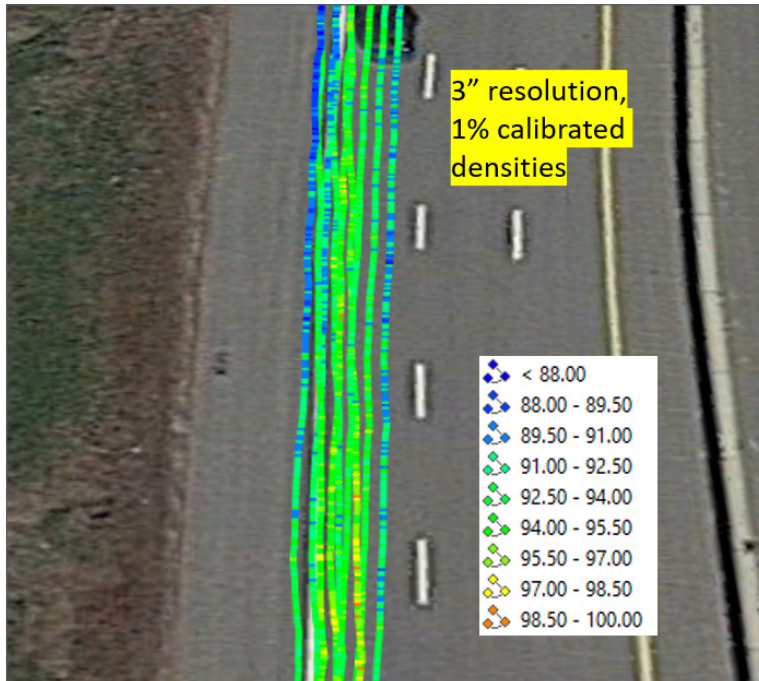 3” resolution,
1% calibrated
densities
< 88.00
88.00 - 89.50
89.50 - 91.00
91.00 - 92.50
92.50 - 94.00
94.00 - 95.50
95.50 - 97.00
97.00 - 98.50
98.50 - 100.00